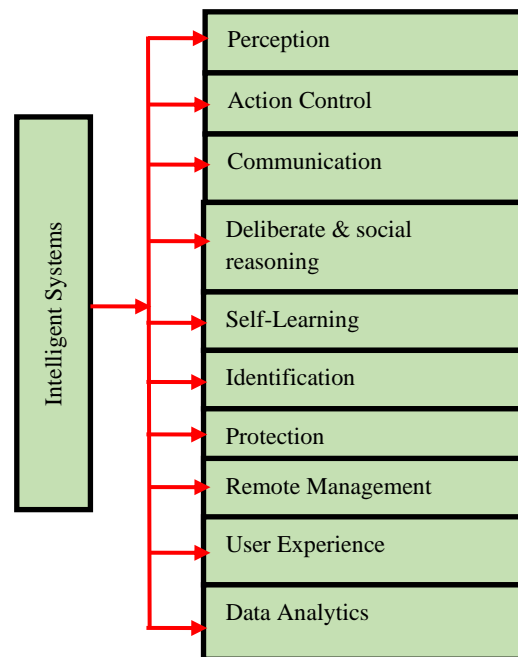 Intelligent Systems
Perception
Action Control
Communication
Deliberate & social
reasoning
Self-Learning
Identification
Protection
Remote Management
User Experience
Data Analytics